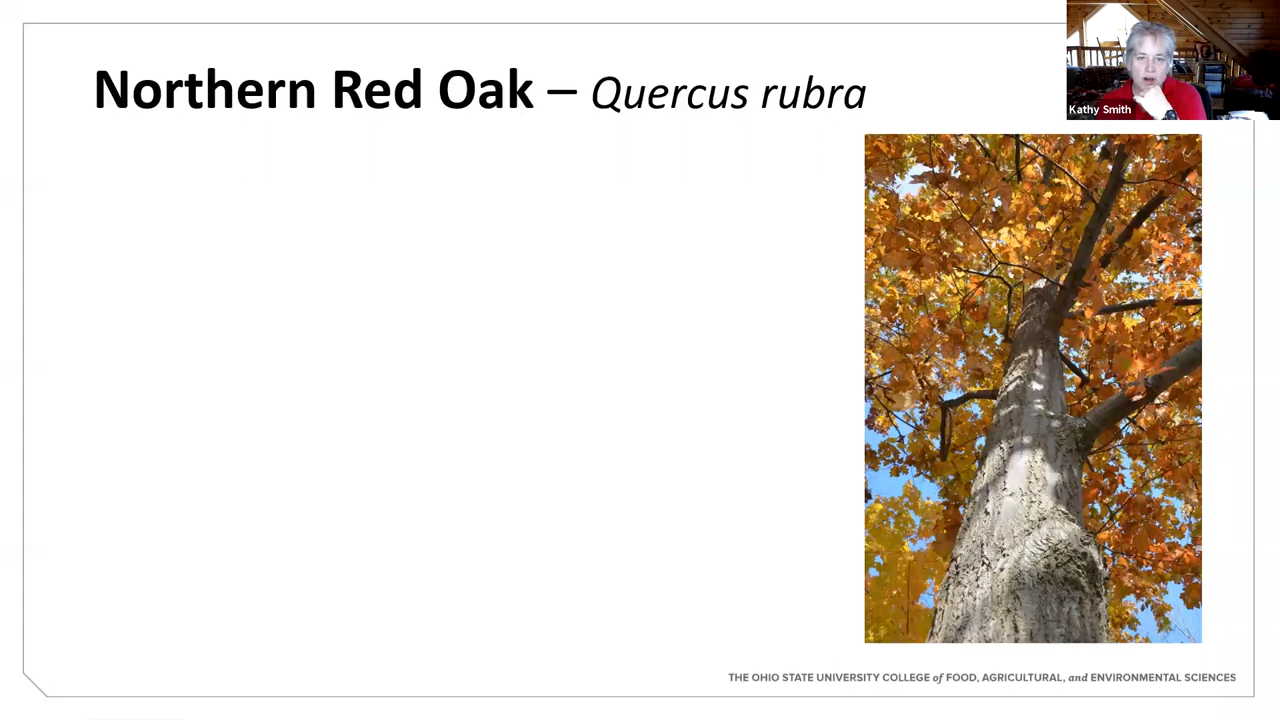 Northern Red Oak – Quercus rubra
Kathy Smith
THE OHIO STATE UNIVERSITY COLLEGE of FOOD, AGRICULTURAL, and ENVIRONMENTAL SCIENCES